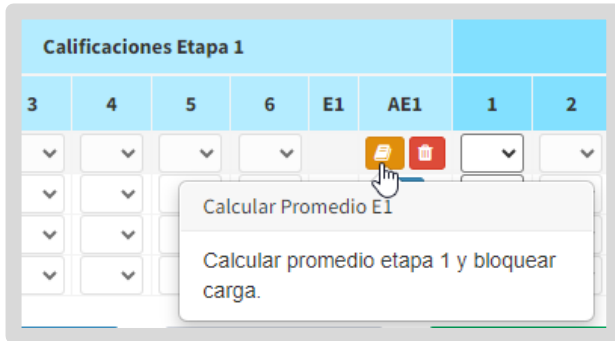 Calificaciones Etapa 1
3 4 5 6 E1 AE1 1 2
Calcular Promedio E1
Calcular promedio etapa 1 y bloquear
carga.